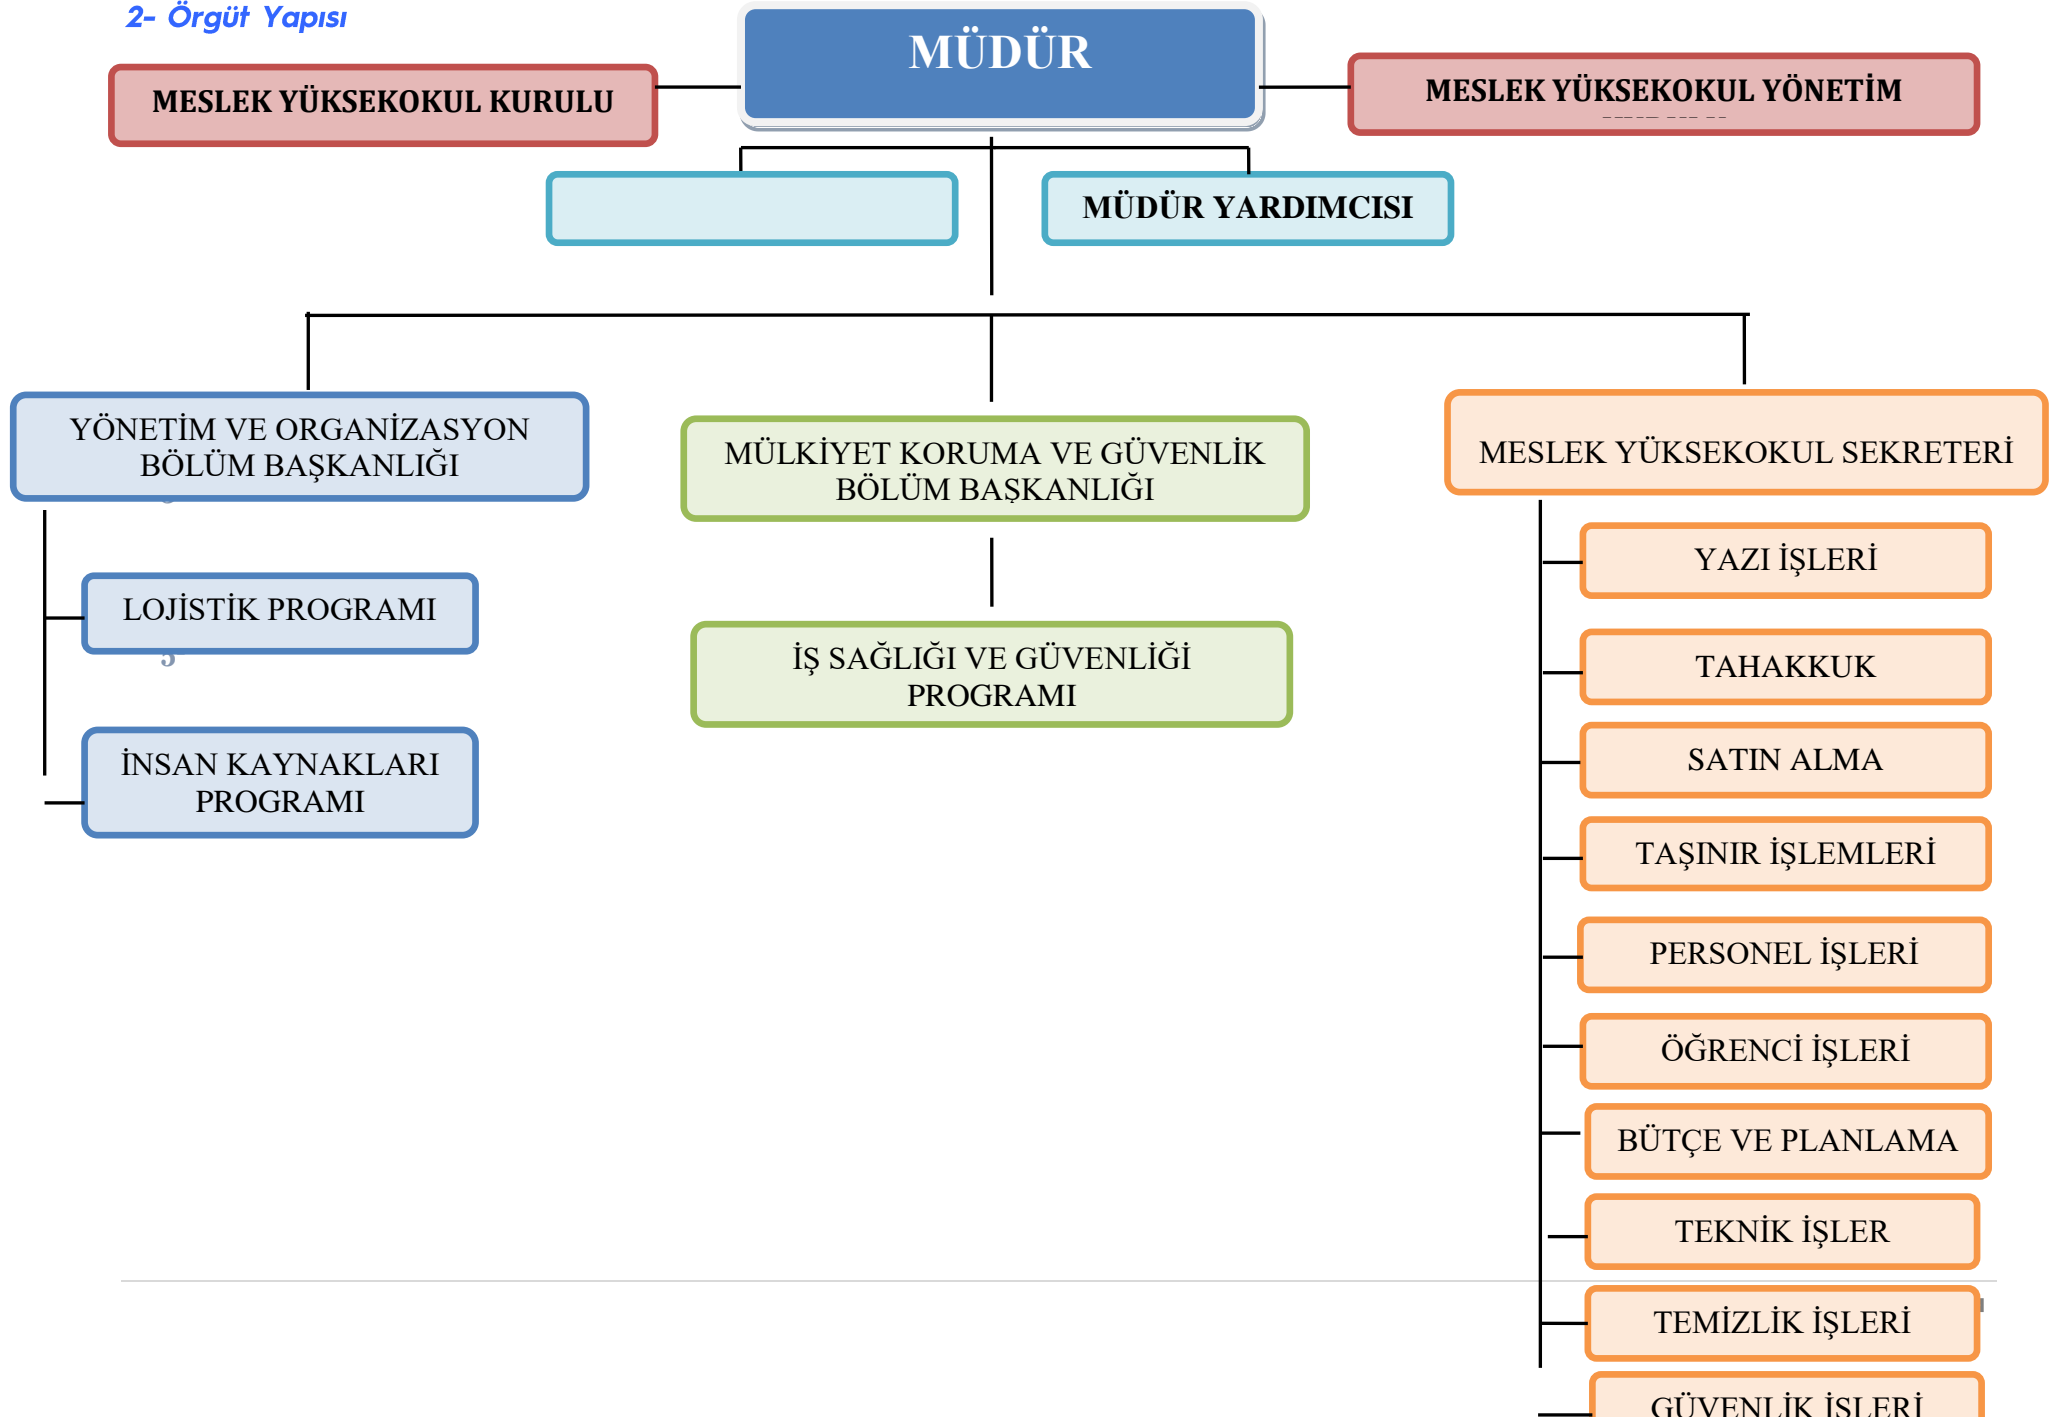 2- Örgüt Yapısı
MÜDÜR
MESLEK YÜKSEKOKUL KURULU
MESLEK YÜKSEKOKUL YÖNETİM
MÜDÜR YARDIMCISI
YÖNETİM VE ORGANİZASYON
BÖLÜM BAŞKANLIĞI
LOJİSTİK PROGRAMI
İNSAN KAYNAKLARI
PROGRAMI
MÜLKİYET KORUMA VE GÜVENLİK
BÖLÜM BAŞKANLIĞI
İŞ SAĞLIĞI VE GÜVENLİĞİ
PROGRAMI
MESLEK YÜKSEKOKUL SEKRETERİ
YAZI İŞLERİ
TAHAKKUK
SATIN ALMA
TAŞINIR İŞLEMLERİ
PERSONEL İŞLERİ
ÖĞRENCİ İŞLERİ
BÜTÇE VE PLANLAMA
TEKNİK İŞLER
TEMİZLİK İŞLERİ
GÜVENLİK İŞLERİ